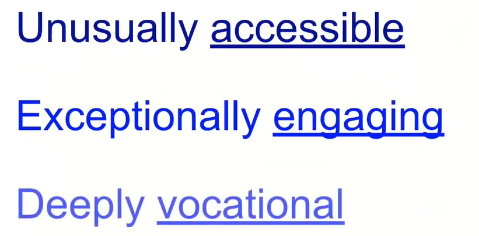 Unusually accessible
Exceptionally engaging
Deeply vocational